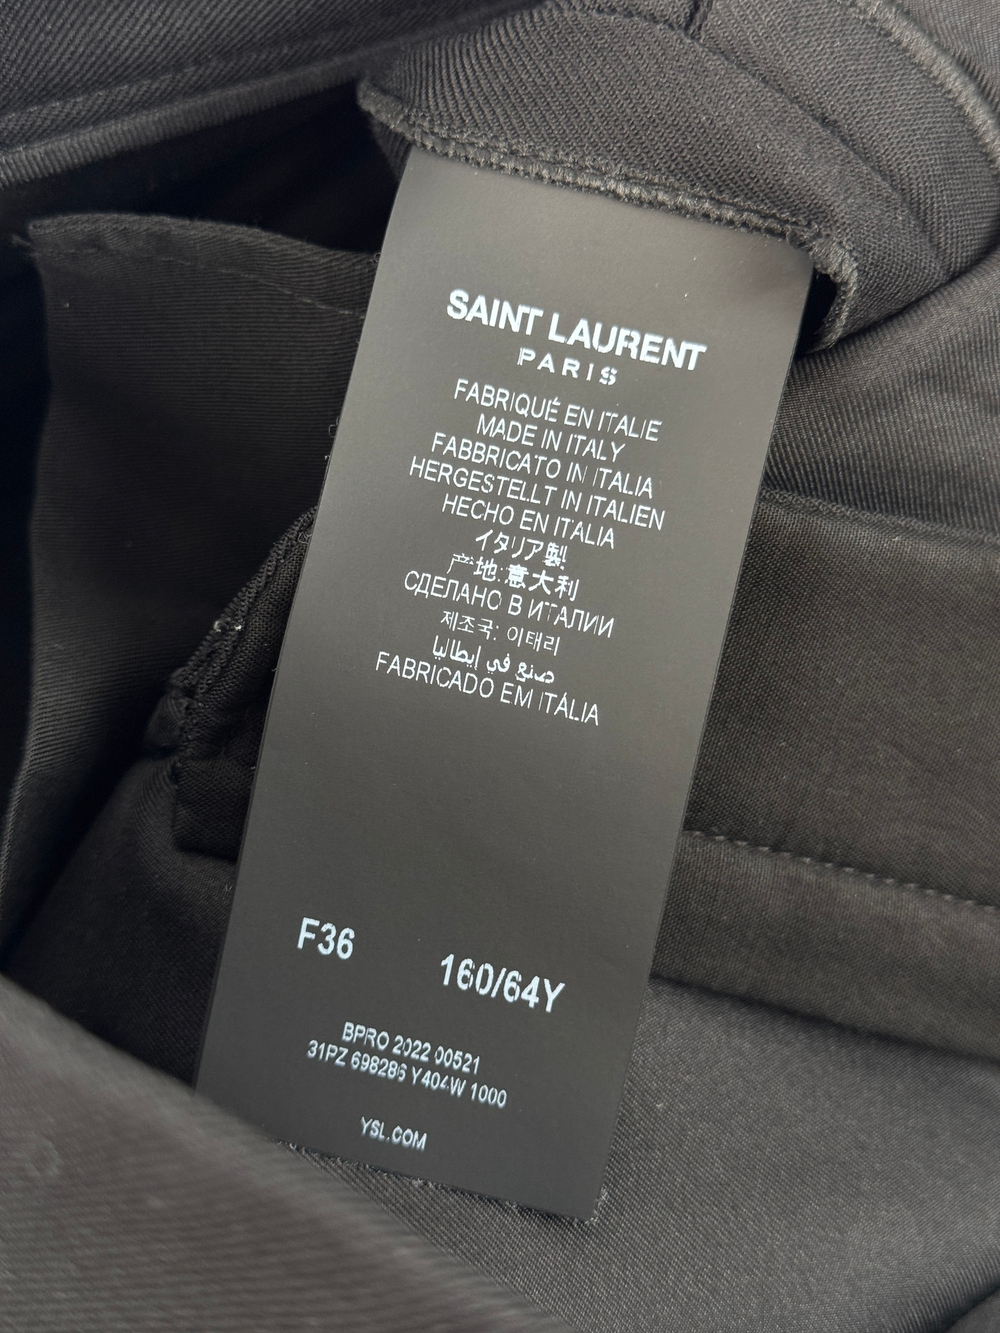 SAINT LAURENT
PARIS
FABRIQUÉ EN ITALIE
MADE IN ITALY
FABBRICATO IN ITALIA
HERGESTELLT IN ITALIEN
HECHO EN ITALIA
イタリア製
产地:意大利
СДЕЛАНО В ИТАЛИИ
제조국: 이태리
صنع في إيطاليا
FABRICADO EM ITÁLIA
F36 160/64Y
BPRO 2022 00521
31PZ 698286 Y404W 1000
YSL.COM